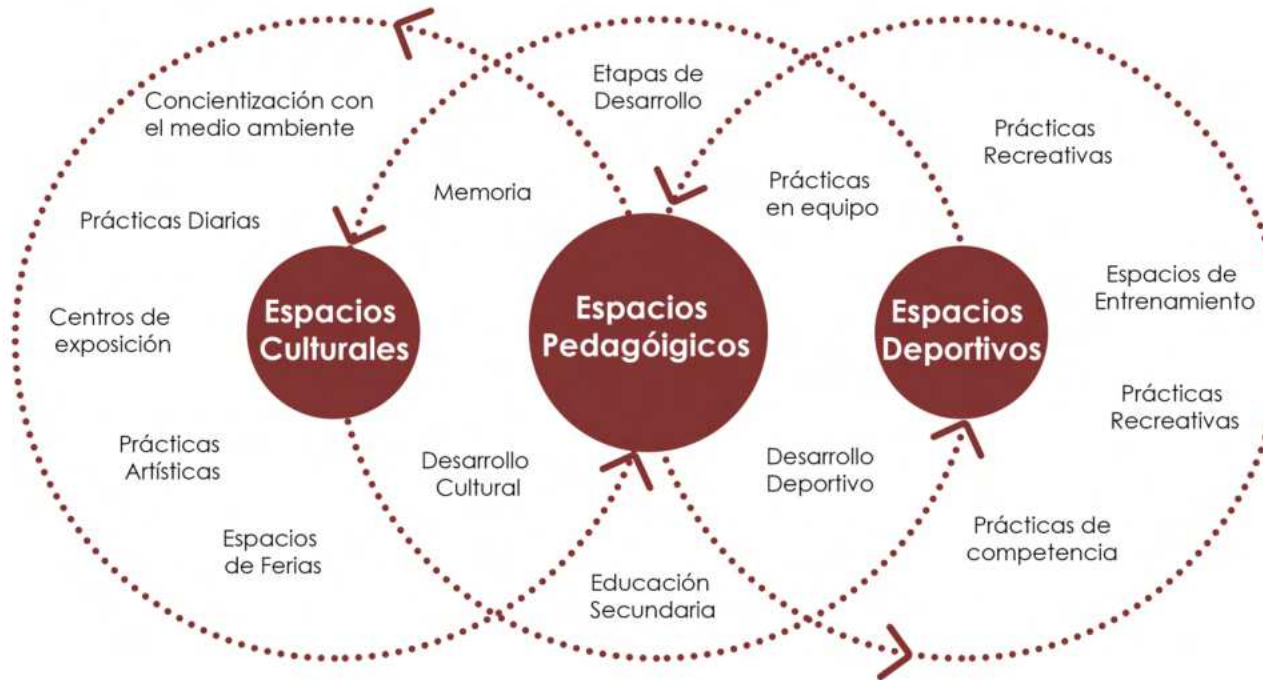 Concientización con
el medio ambiente
Prácticas Diarias
Centros de
exposición
Prácticas
Artísticas
Espacios
de Ferias
Memoria
Espacios
Culturales
Desarrollo
Cultural
Etapas de
Desarrollo
Espacios
Pedagóigicos
Educación
Secundaria
Prácticas
en equipo
Espacios
Deportivos
Desarrollo
Deportivo
Prácticas
Recreativas
Espacios de
Entrenamiento
Prácticas
Recreativas
Prácticas de
competencia